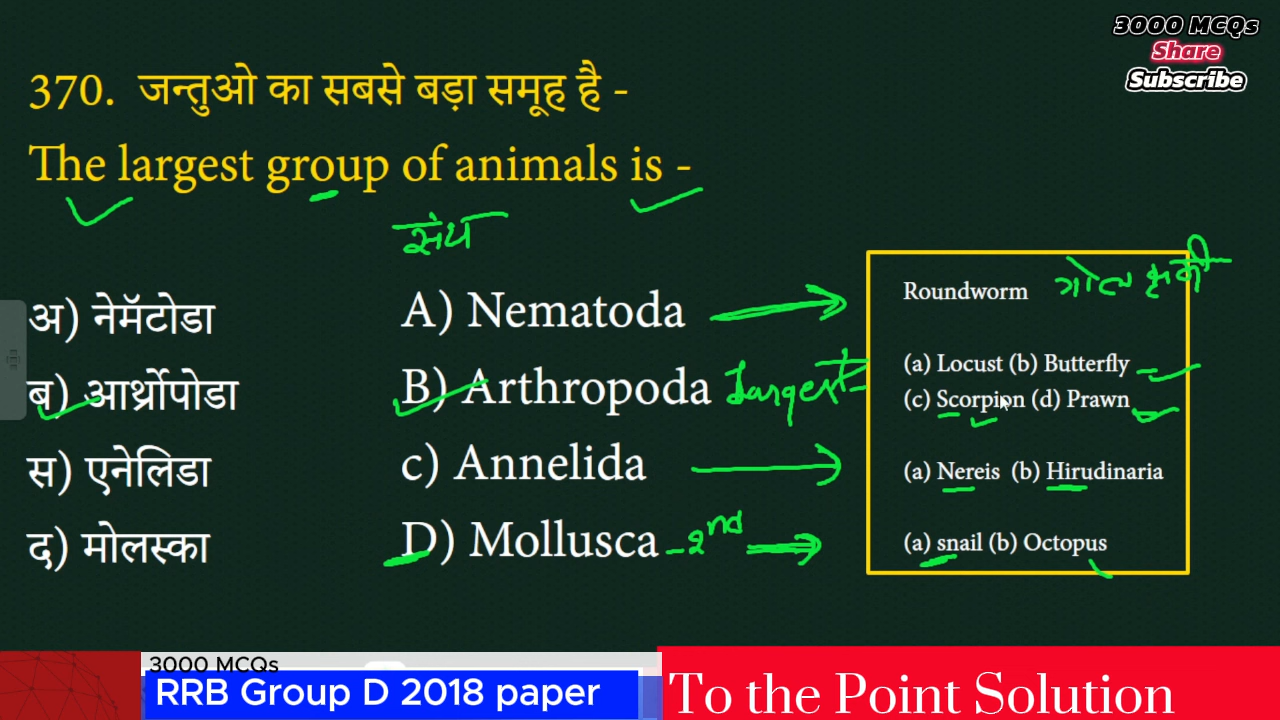 3000 MCQs
Share
Subscribe
370. जन्तुओ का सबसे बड़ा समूह है -
The largest group of animals is -
संघ
अ) नेमॅटोडा
A) Nematoda
Roundworm गोल कृमी
ब) आर्थ्रोपोडा
B) Arthropoda Largest
(a) Locust (b) Butterfly
(c) Scorpion (d) Prawn
स) एनेलिडा
c) Annelida
(a) Nereis (b) Hirudinaria
द) मोलस्का
D) Mollusca - 2nd
(a) snail (b) Octopus
3000 MCQs
RRB Group D 2018 paper
To the Point Solution